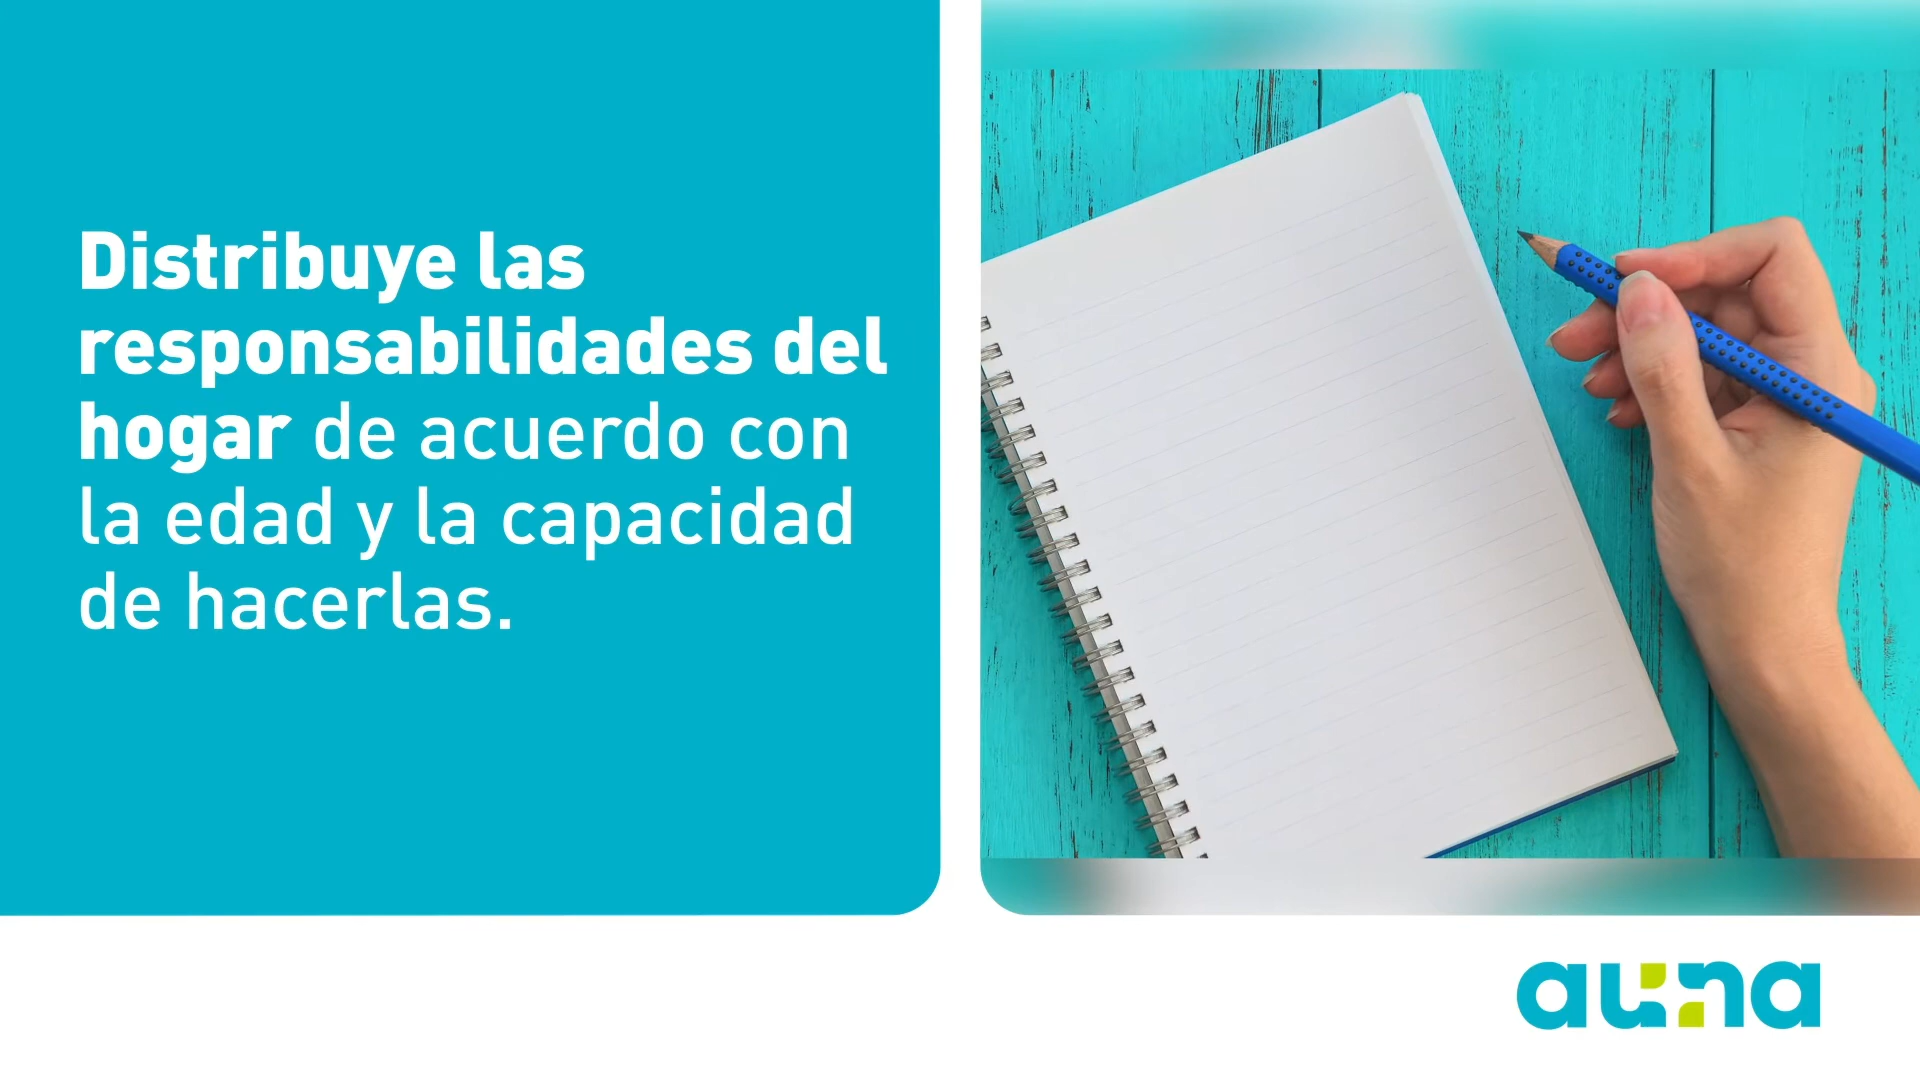 Distribuye las
responsabilidades del
hogar de acuerdo con
la edad y la capacidad
de hacerlas.
auna